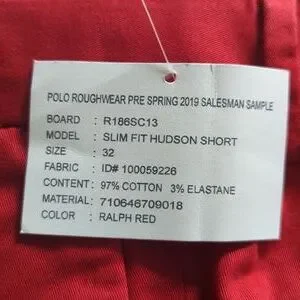 POLO ROUGHWEAR PRE SPRING 2019 SALESMAN SAMPLE
BOARD : R186SC13
MODEL : SLIM FIT HUDSON SHORT
SIZE : 32
FABRIC : ID# 100059226
CONTENT : 97% COTTON 3% ELASTANE
MATERIAL : 710646709018
COLOR : RALPH RED